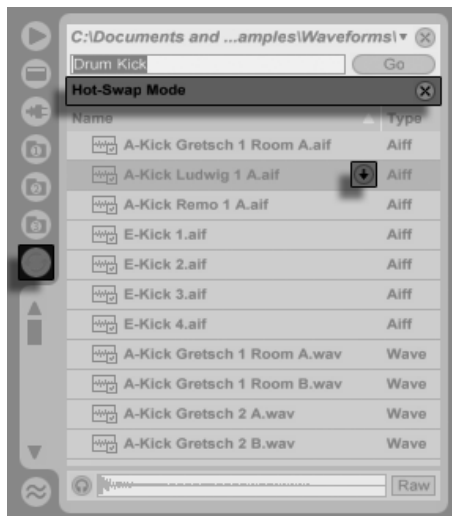 C:\Documents and ...amples\Waveforms\
Drum Kick Go
Hot-Swap Mode
Name Type
A-Kick Gretsch 1 Room A.aif Aiff
A-Kick Ludwig 1 A.aif Aiff
A-Kick Remo 1 A.aif Aiff
E-Kick 1.aif Aiff
E-Kick 2.aif Aiff
E-Kick 3.aif Aiff
E-Kick 4.aif Aiff
A-Kick Gretsch 1 Room A.wav Wave
A-Kick Gretsch 1 Room B.wav Wave
A-Kick Gretsch 2 A.wav Wave
A-Kick Gretsch 2 B.wav Wave
Raw
1
2
3